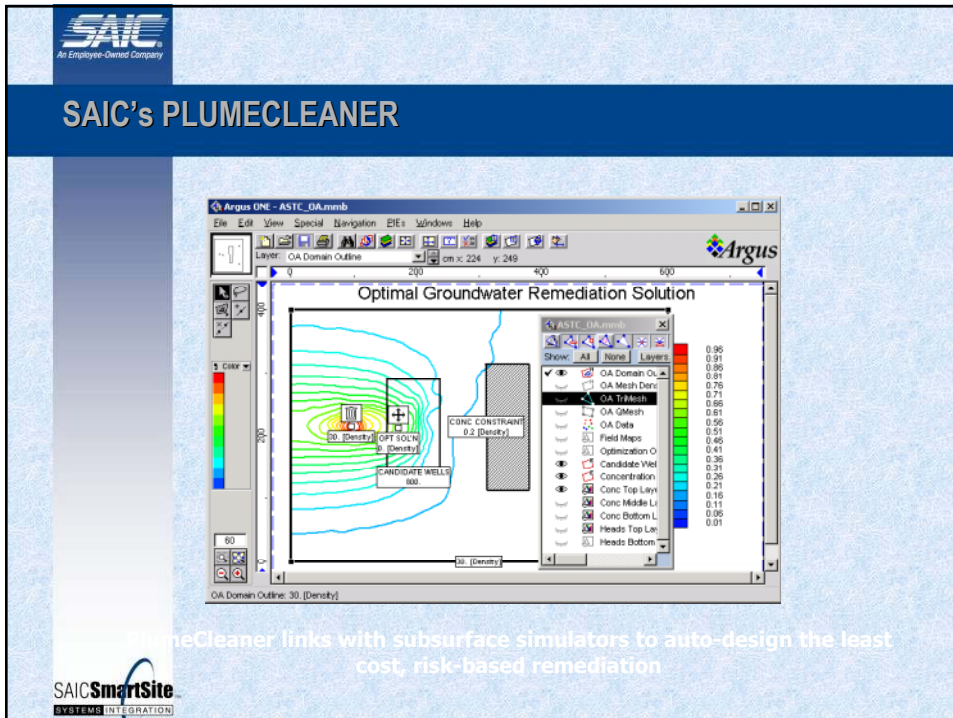 SAIC
An Employee-Owned Company
SAIC's PLUMECLEANER
Argus ONE - ASTC_OA.mmb
File Edit View Special Navigation PIEs Windows Help
Layer: OA Domain Outline cm x: 224 y: 249
Argus
0 200 400 600
Optimal Groundwater Remediation Solution
400
200
0
Color
60
ASTC_OA.mmb
Show: All None Layers
OA Domain Ou
OA Mesh Dens
OA TriMesh
OA QMesh
OA Data
Field Maps
Optimization O
Candidate Wel
Concentration
Conc Top Laye
Conc Middle La
Conc Bottom L
Heads Top Lay
Heads Bottom
30. [Density]
OPT SOL'N
0. [Density]
CANDIDATE WELLS
800.
CONC CONSTRAINT
0.2 [Density]
30. [Density]
0.96
0.91
0.86
0.81
0.76
0.71
0.66
0.61
0.56
0.51
0.46
0.41
0.36
0.31
0.26
0.21
0.16
0.11
0.06
0.01
OA Domain Outline: 30. [Density]
PlumeCleaner links with subsurface simulators to auto-design the least
cost, risk-based remediation
SAICSmartSite
SYSTEMS INTEGRATION